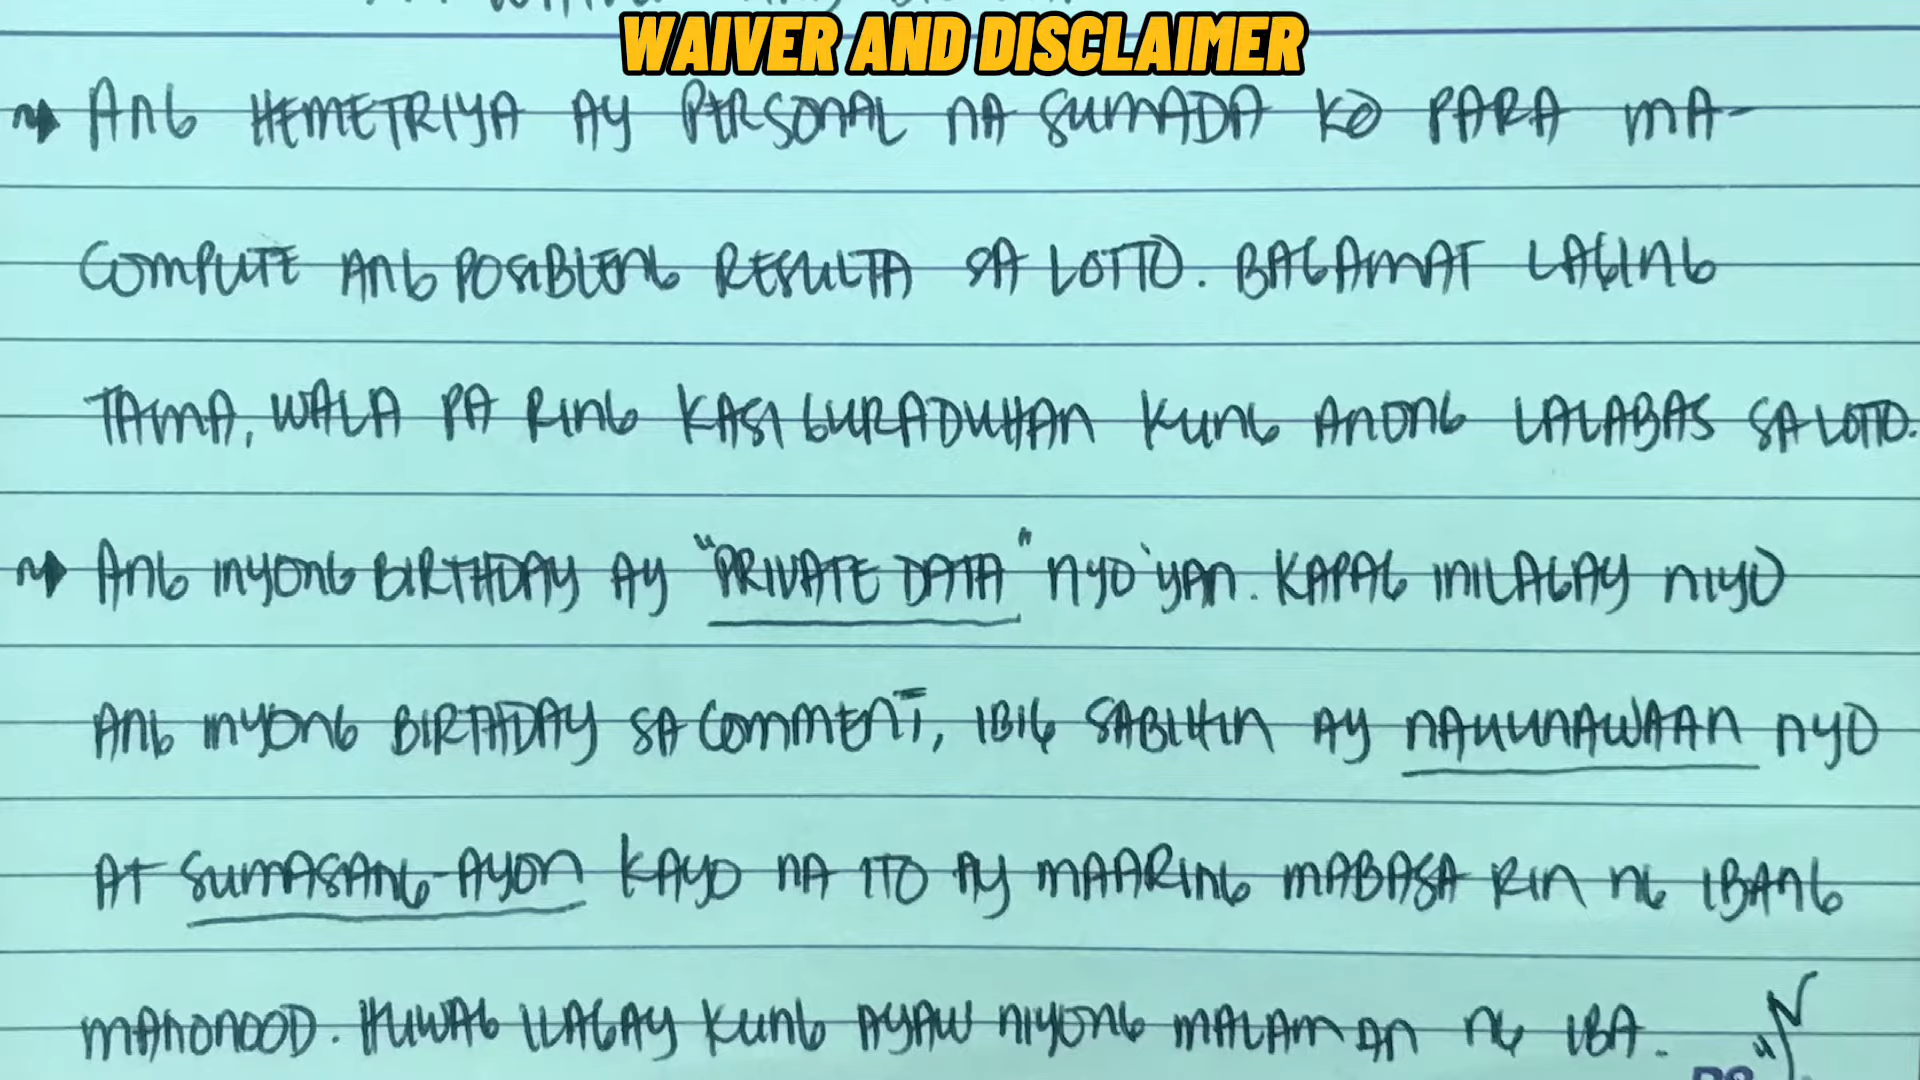 WAIVER AND DISCLAIMER
→ ANG HEMETRIYA AY PERSONAL NA SUMADA KO PARA MA-
COMPUTE ANG POSIBLENG RESULTA SA LOTTO. BAGAMAT LAGING
TAMA, WALA PA RING KASIGURADUHAN KUNG ANONG LALABAS SA LOTTO.
→ ANG INYONG BIRTHDAY AY "PRIVATE DATA" NYO 'YAN. KAPAG INILAGAY NIYO
ANG INYONG BIRTHDAY SA COMMENT, IBIG SABIHIN AY NAUUNAWAAN NYO
AT SUMASANG-AYON KAYO NA ITO AY MAARING MABASA RIN NG IBANG
MANONOOD. HUWAG ILAGAY KUNG AYAW NIYONG MALAMAN NG IBA.